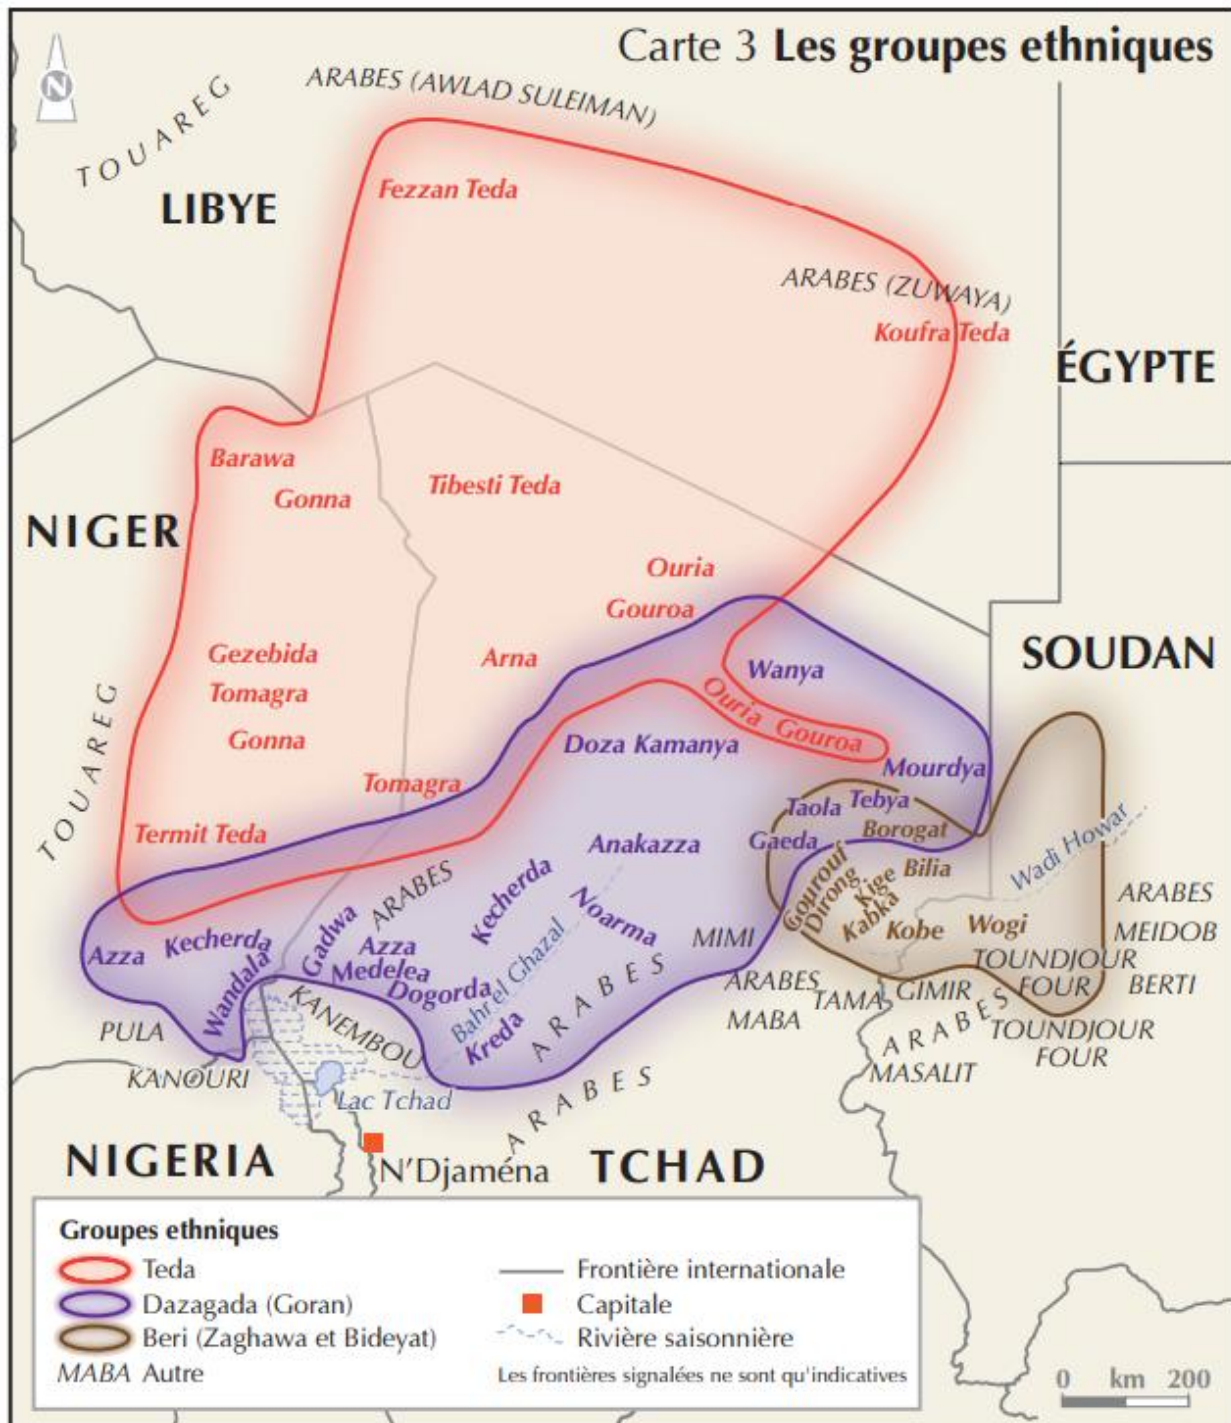 Carte 3 Les groupes ethniques
N
TOUAREG
ARABES (AWLAD SULEIMAN)
LIBYE
Fezzan Teda
ARABES (ZUWAYA)
Koufra Teda
ÉGYPTE
Barawa
Gonna
Tibesti Teda
NIGER
Ouria
Gouroa
Gezebida
Arna
SOUDAN
Tomagra
Wanya
TOUAREG
Gonna
Ouria Gouroa
Doza Kamanya
Mourdya
Tomagra
Taola
Tebya
Termit Teda
Gaeda
Borogat
Anakazza
Bilia
Wadi Howar
ARABES
Kecherda
Gourouf
Dirong
Kige
Kabka
Kobe
Wogi
ARABES
MEIDOB
BERTI
Noarma
MIMI
Azza
Kecherda
Wandala
Gadwa
Azza
Medelea
Dogorda
Bahr el Ghazal
Kreda
ARABES
ARABES
MABA
TAMA
GIMIR
TOUNDJOUR
FOUR
ARABES
TOUNDJOUR
FOUR
MASALIT
PULA
KANEMBOU
KANOURI
Lac Tchad
ARABES
NIGERIA
N'Djaména
TCHAD
Groupes ethniques
Teda
Dazagada (Goran)
Beri (Zaghawa et Bideyat)
MABA Autre
Frontière internationale
Capitale
Rivière saisonnière
Les frontières signalées ne sont qu'indicatives
0 km 200